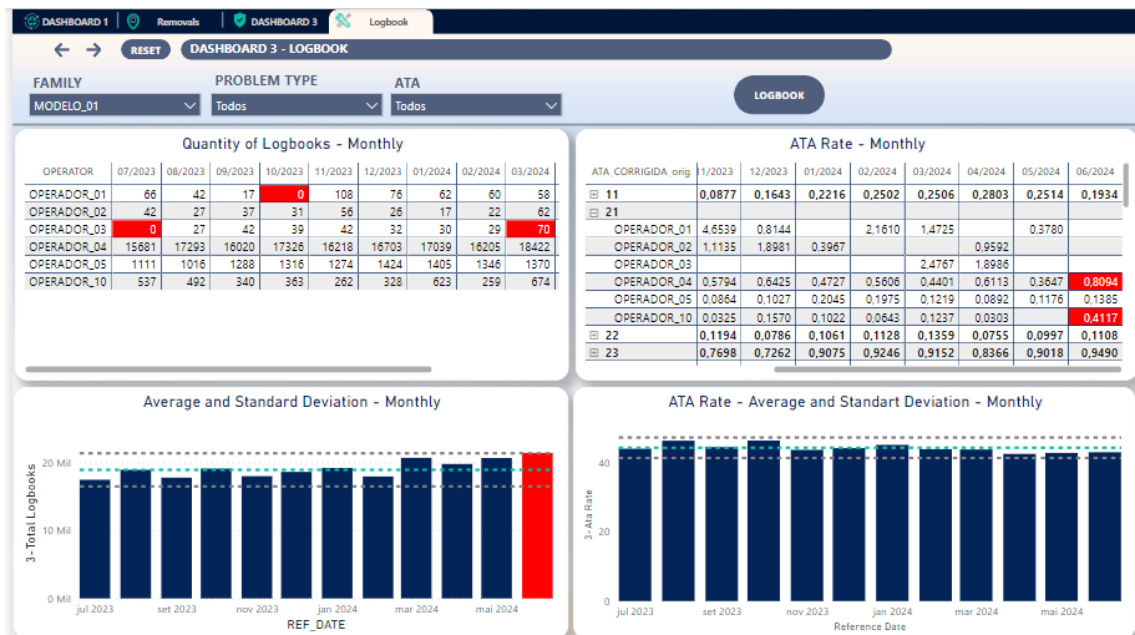 DASHBOARD 1 Removals DASHBOARD 3 Logbook
RESET DASHBOARD 3 - LOGBOOK
FAMILY PROBLEM TYPE ATA
MODELO_01 Todos Todos LOGBOOK
Quantity of Logbooks - Monthly
OPERATOR 07/2023 08/2023 09/2023 10/2023 11/2023 12/2023 01/2024 02/2024 03/2024
OPERADOR_01 66 42 17 0 108 76 62 60 58
OPERADOR_02 42 27 37 31 56 26 17 22 62
OPERADOR_03 0 27 42 39 42 32 30 29 70
OPERADOR_04 15681 17293 16020 17326 16218 16703 17039 16205 18422
OPERADOR_05 1111 1016 1288 1316 1274 1424 1405 1346 1370
OPERADOR_10 537 492 340 363 262 328 623 259 674
ATA Rate - Monthly
ATA_CORRIGIDA_orig 11/2023 12/2023 01/2024 02/2024 03/2024 04/2024 05/2024 06/2024
11 0,0877 0,1643 0,2216 0,2502 0,2506 0,2803 0,2514 0,1934
21
OPERADOR_01 4,6539 0,8144 2,1610 1,4725 0,3780
OPERADOR_02 1,1135 1,8981 0,3967 0,9592
OPERADOR_03 2,4767 1,8986
OPERADOR_04 0,5794 0,6425 0,4727 0,5606 0,4401 0,6113 0,3647 0,8094
OPERADOR_05 0,0864 0,1027 0,2045 0,1975 0,1219 0,0892 0,1176 0,1385
OPERADOR_10 0,0325 0,1570 0,1022 0,0643 0,1237 0,0303 0,4117
22 0,1194 0,0786 0,1061 0,1128 0,1359 0,0755 0,0997 0,1108
23 0,7698 0,7262 0,9075 0,9246 0,9152 0,8366 0,9018 0,9490
Average and Standard Deviation - Monthly
3-Total Logbooks
20 Mil
10 Mil
0 Mil
jul 2023 set 2023 nov 2023 jan 2024 mar 2024 mai 2024
REF_DATE
ATA Rate - Average and Standart Deviation - Monthly
3-Ata Rate
40
20
0
jul 2023 set 2023 nov 2023 jan 2024 mar 2024 mai 2024
Reference Date